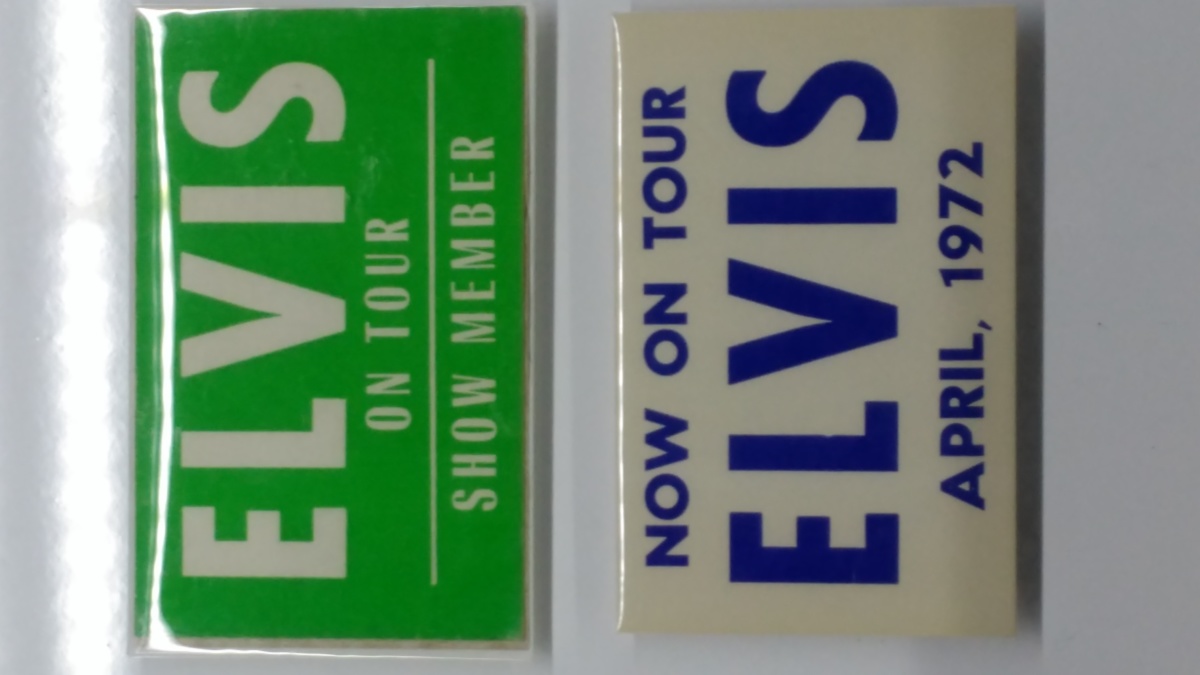 ELVIS
ON TOUR
SHOW MEMBER
NOW ON TOUR
ELVIS
APRIL, 1972